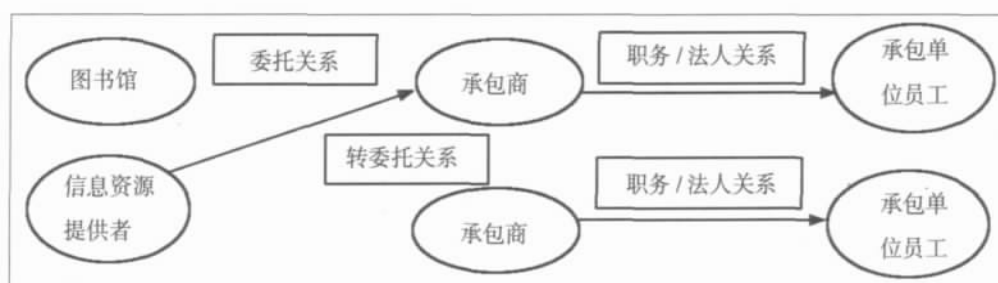 图书馆
委托关系
承包商
职务/法人关系
承包单
位员工
信息资源
提供者
转委托关系
承包商
职务/法人关系
承包单
位员工